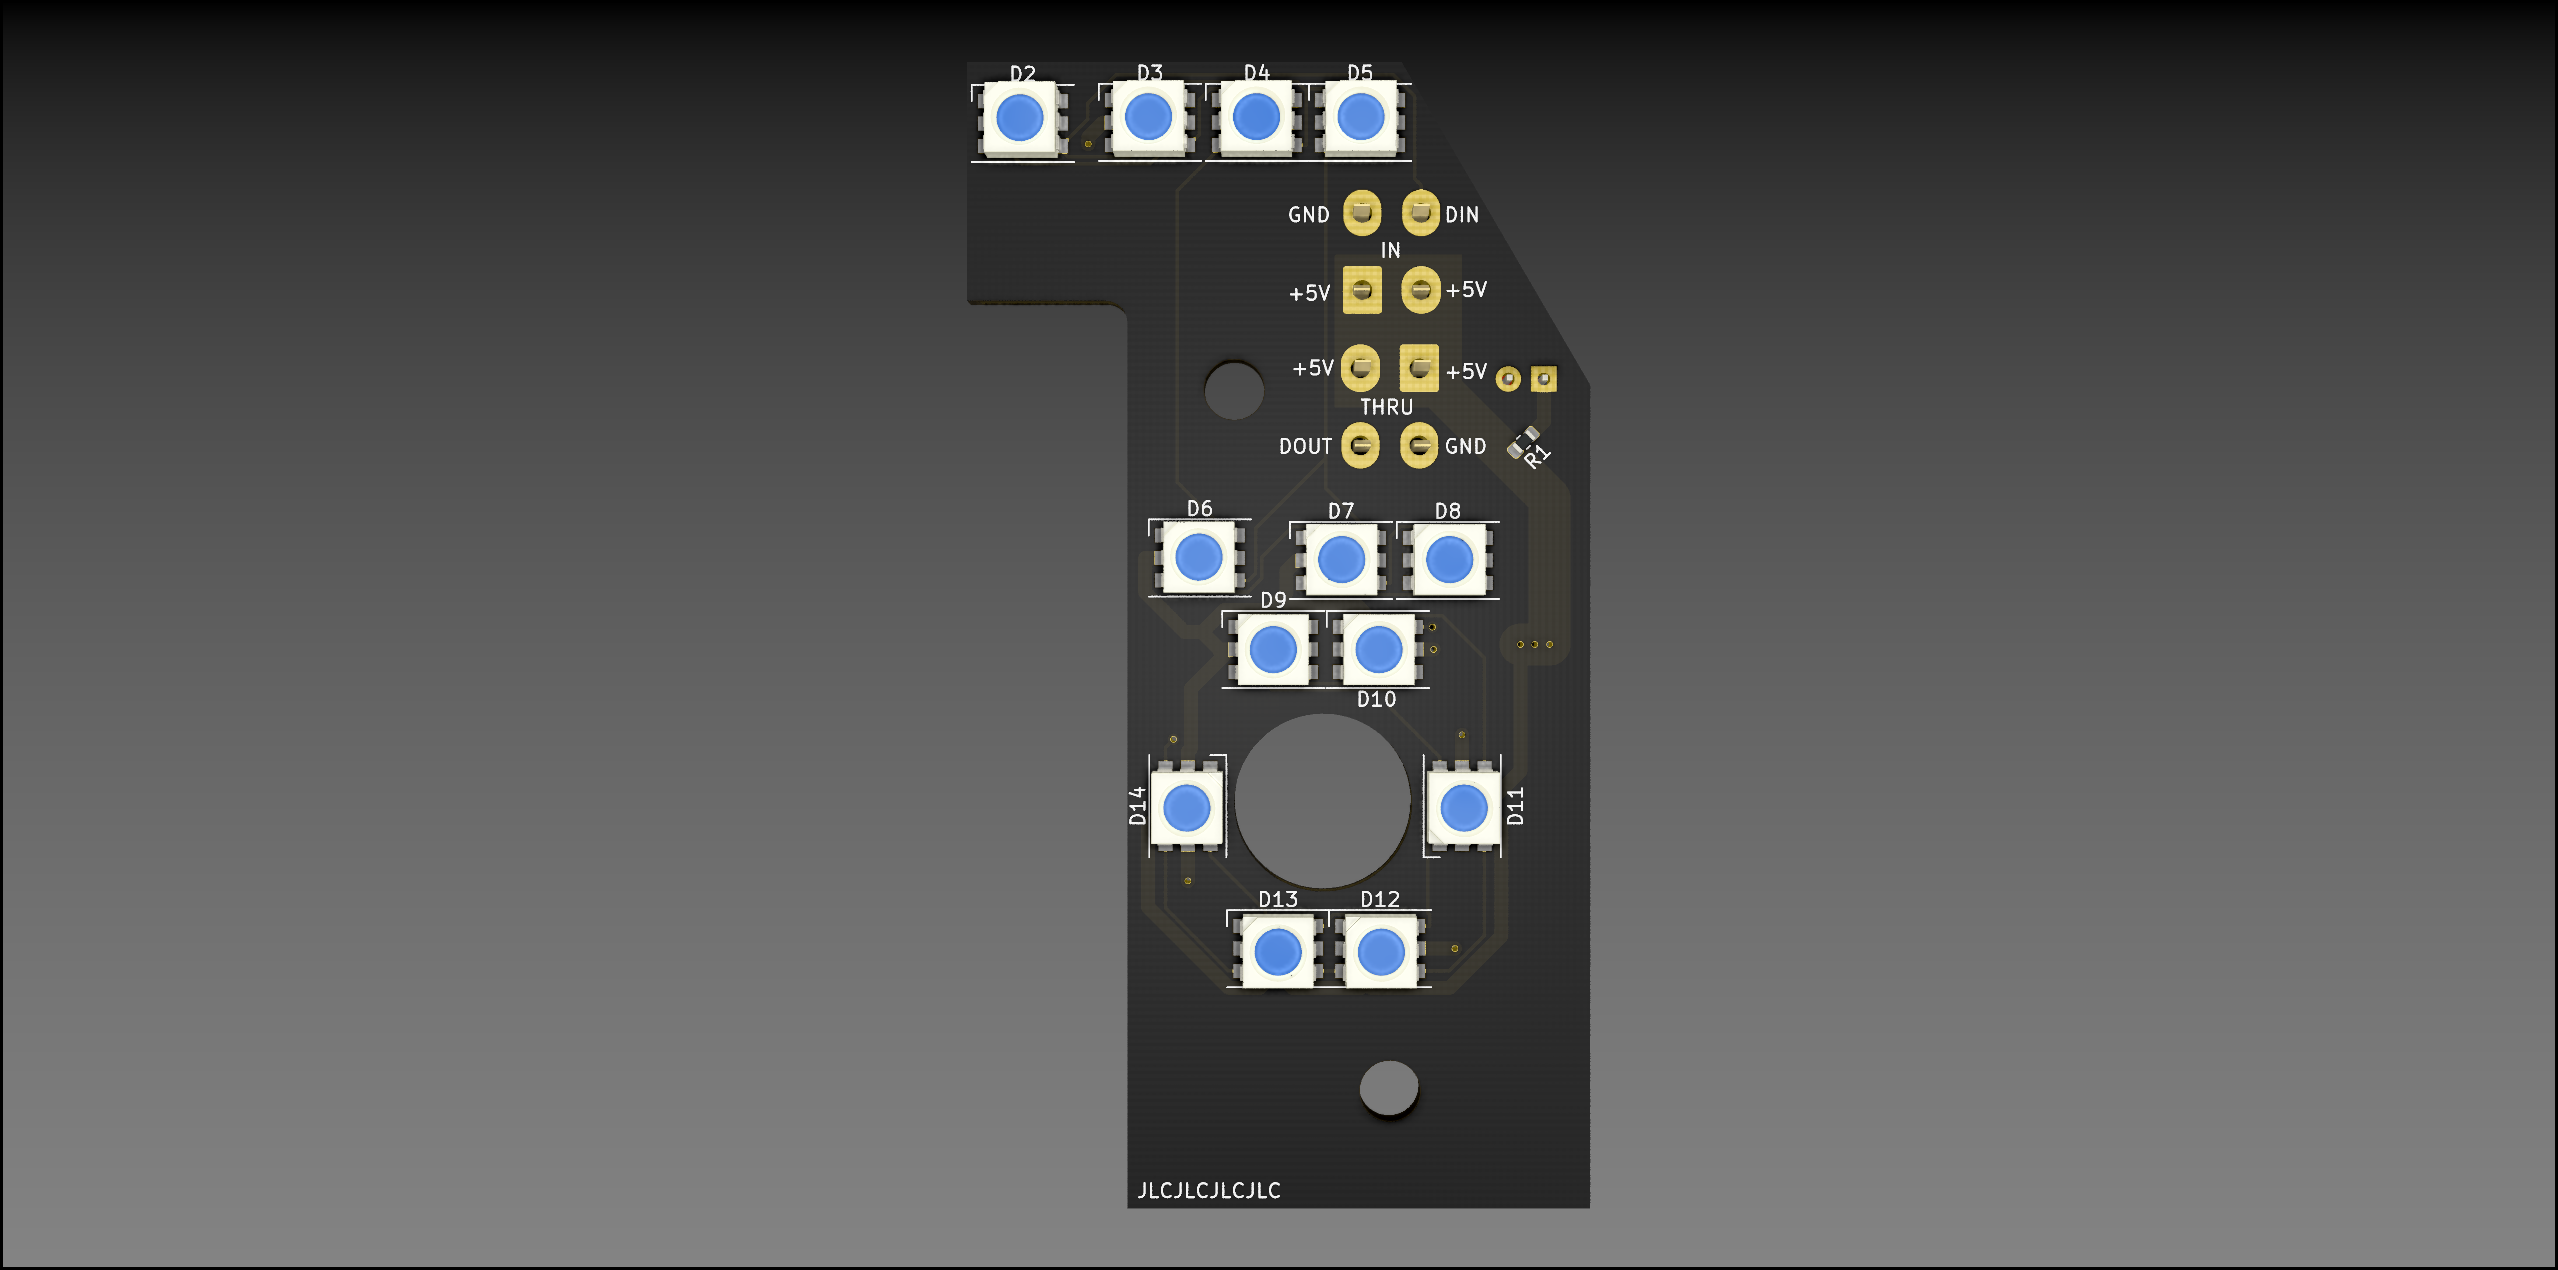 D2 D3 D4 D5
GND DIN
IN
+5V +5V
+5V +5V
THRU
DOUT GND
R1
D6 D7 D8
D9
D10
D14 D11
D13 D12
JLCJLCJLCJLC